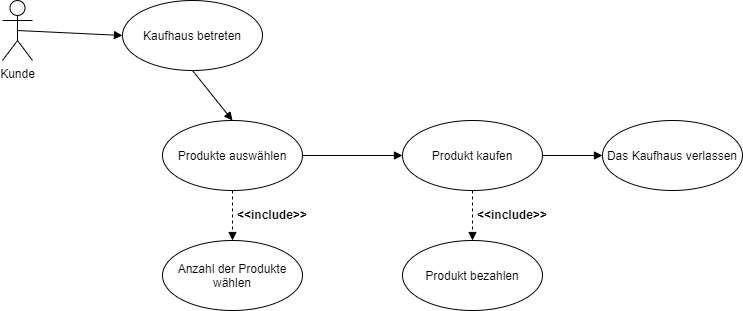 Kaufhaus betreten
Kunde
Produkte auswählen
Produkt kaufen
Das Kaufhaus verlassen
<<include>>
<<include>>
Anzahl der Produkte
wählen
Produkt bezahlen